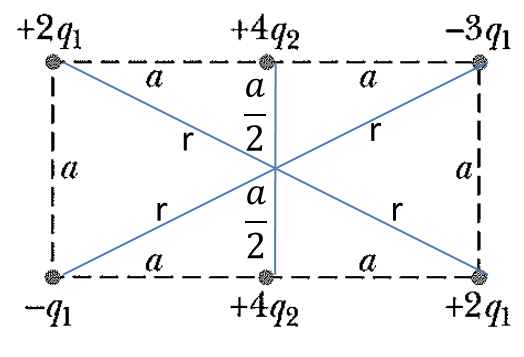 +2q₁ +4q₂ −3q₁
a a
a/2
r r
a a
r a/2 r
a a
−q₁ +4q₂ +2q₁